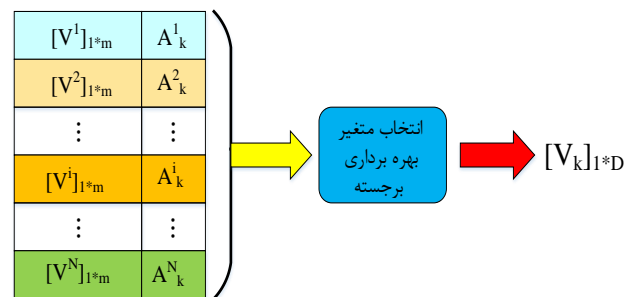 [V¹]₁*ₘ A¹ₖ
[V²]₁*ₘ A²ₖ
⋮ ⋮
[Vⁱ]₁*ₘ Aⁱₖ
⋮ ⋮
[Vᴺ]₁*ₘ Aᴺₖ
انتخاب متغیر
بهره برداری
برجسته
[Vₖ]₁*D